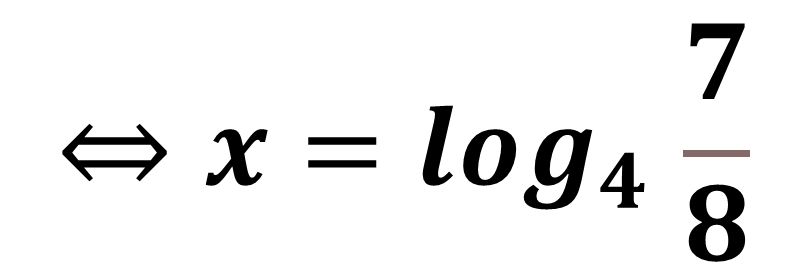 ⇔ x = log₄ 7/8